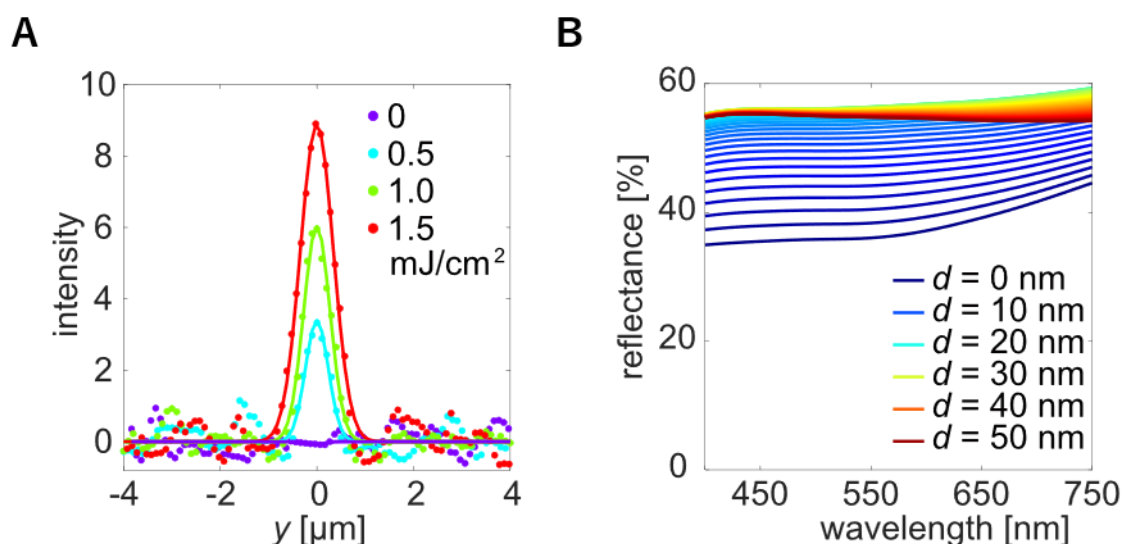 A
10
8
6
4
2
0
intensity
-4
-2
0
2
4
y [µm]
0
0.5
1.0
1.5
mJ/cm²
B
60
40
20
0
reflectance [%]
450
550
650
750
wavelength [nm]
d = 0 nm
d = 10 nm
d = 20 nm
d = 30 nm
d = 40 nm
d = 50 nm